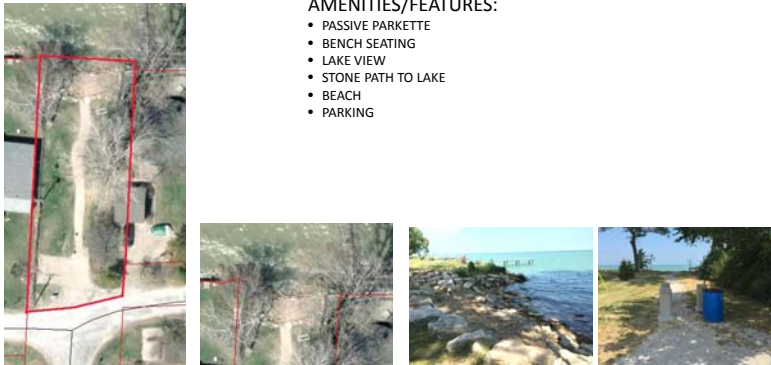 AMENITIES/FEATURES:
• PASSIVE PARKETTE
• BENCH SEATING
• LAKE VIEW
• STONE PATH TO LAKE
• BEACH
• PARKING